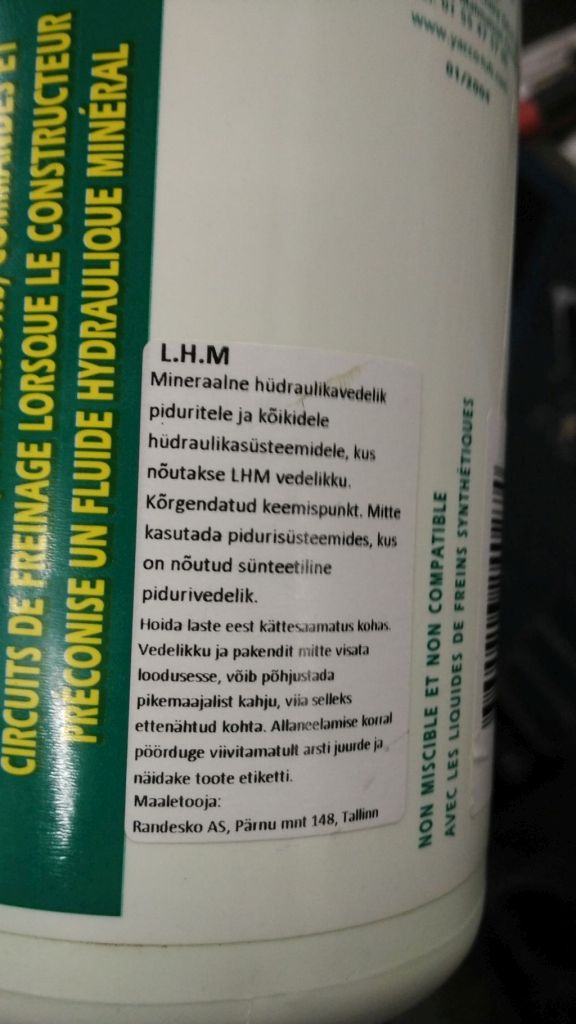 CIRCUITS DE FREINAGE LORSQUE LE CONSTRUCTEUR
PRÉCONISE UN FLUIDE HYDRAULIQUE MINÉRAL
01/2001
L.H.M
Mineraalne hüdraulikavedelik
piduritele ja kõikidele
hüdraulikasüsteemidele, kus
nõutakse LHM vedelikku.
Kõrgendatud keemispunkt. Mitte
kasutada pidurisüsteemides, kus
on nõutud sünteetiline
pidurivedelik.
Hoida laste eest kättesaamatus kohas.
Vedelikku ja pakendit mitte visata
loodusesse, võib põhjustada
pikemaajalist kahju, viia selleks
ettenähtud kohta. Allaneelamise korral
pöörduge viivitamatult arsti juurde ja
näidake toote etiketti.
Maaletooja:
Randesko AS, Pärnu mnt 148, Tallinn
NON MISCIBLE ET NON COMPATIBLE
AVEC LES LIQUIDES DE FREINS SYNTHÉTIQUES